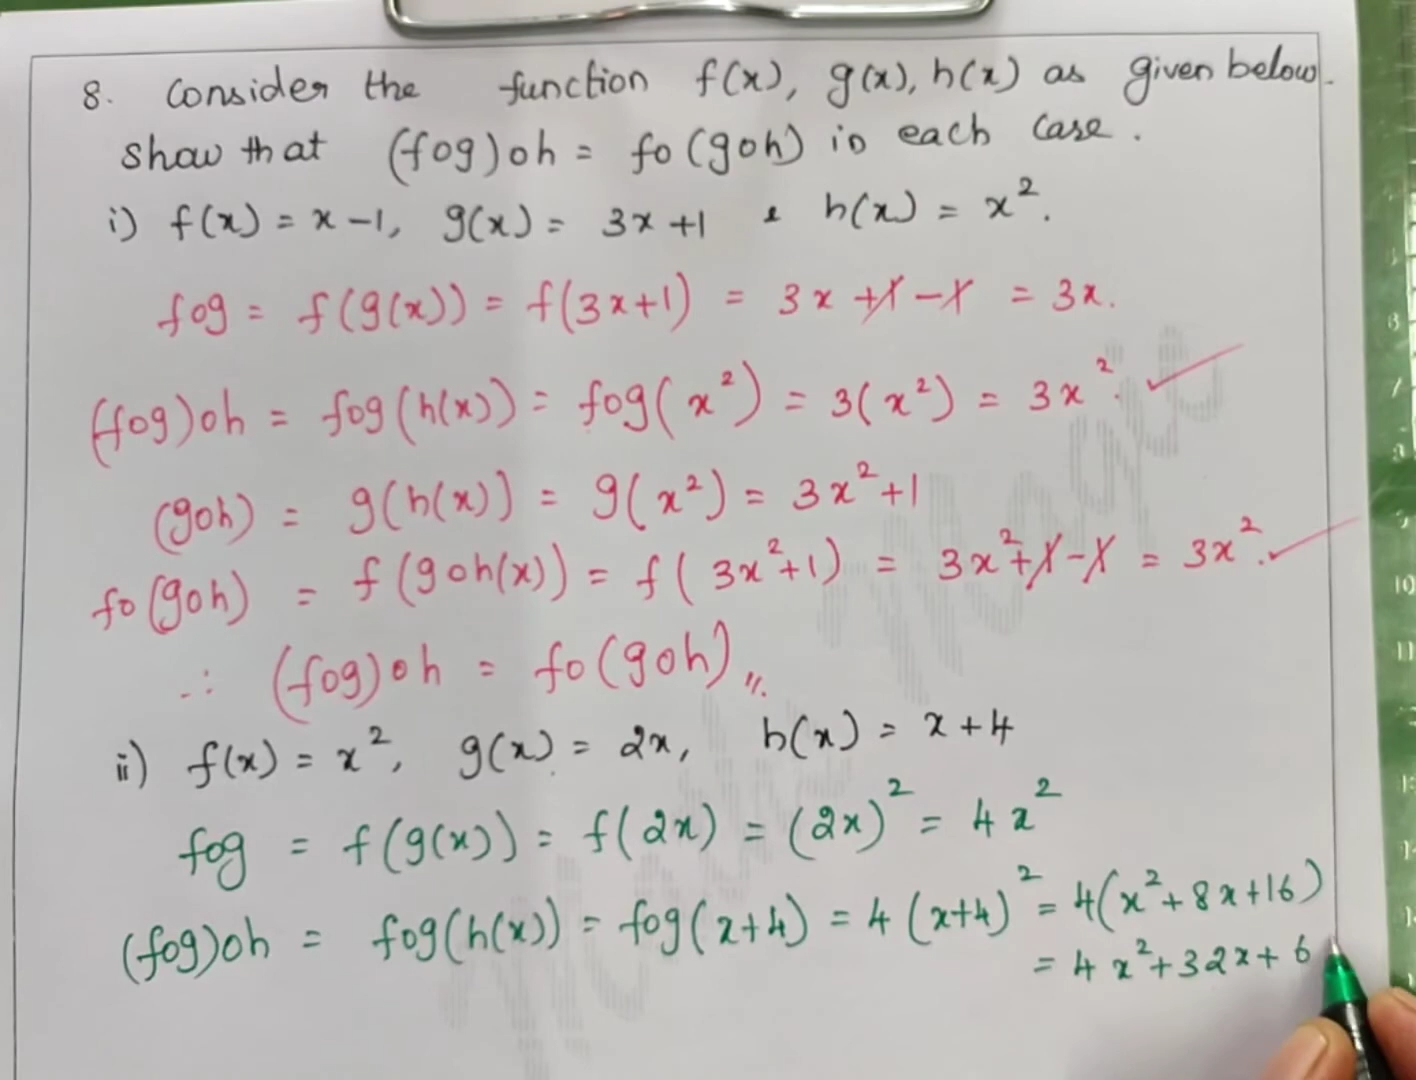 8. Consider the function f(x), g(x), h(x) as given below.
show that (fog)oh = fo(goh) in each case.
i) f(x) = x-1, g(x) = 3x+1 & h(x) = x².
fog = f(g(x)) = f(3x+1) = 3x+1-1 = 3x.
(fog)oh = fog(h(x)) = fog(x²) = 3(x²) = 3x². ✓
(goh) = g(h(x)) = g(x²) = 3x²+1
fo(goh) = f(goh(x)) = f(3x²+1) = 3x²+1-1 = 3x². ✓
∴ (fog)oh = fo(goh) //.
ii) f(x) = x², g(x) = 2x, h(x) = x+4
fog = f(g(x)) = f(2x) = (2x)² = 4x²
(fog)oh = fog(h(x)) = fog(x+4) = 4(x+4)² = 4(x²+8x+16)
= 4x²+32x+6